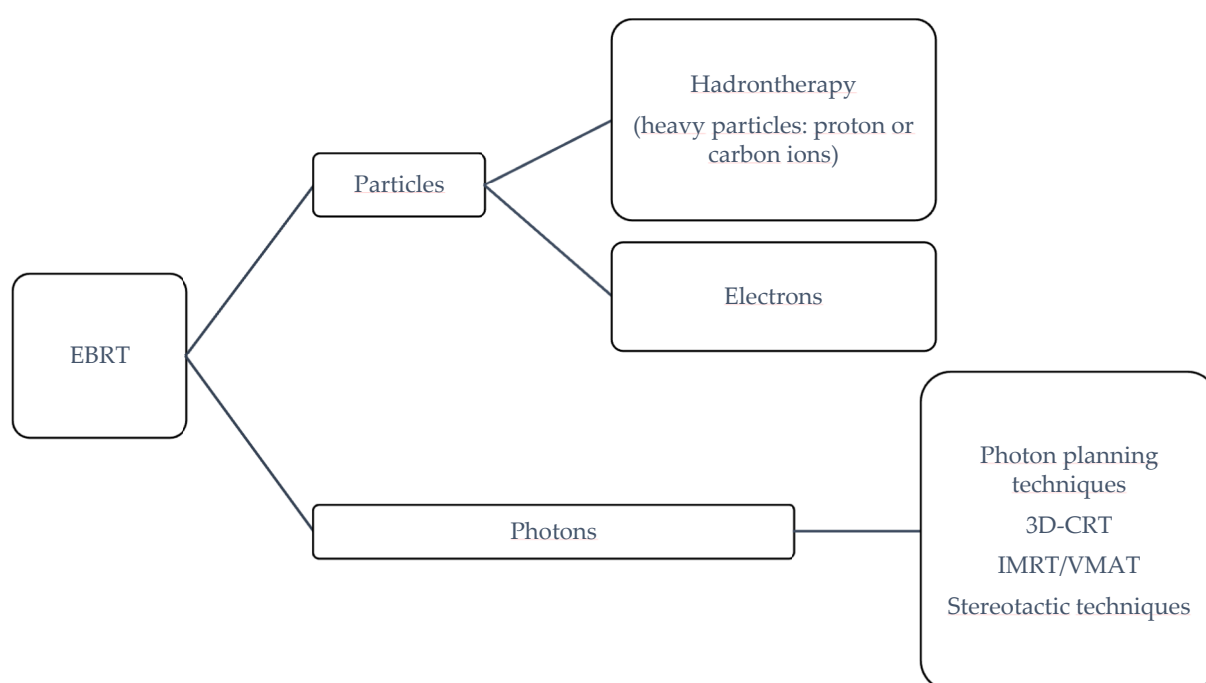 EBRT
Particles
Hadrontherapy
(heavy particles: proton or
carbon ions)
Electrons
Photons
Photon planning
techniques
3D-CRT
IMRT/VMAT
Stereotactic techniques